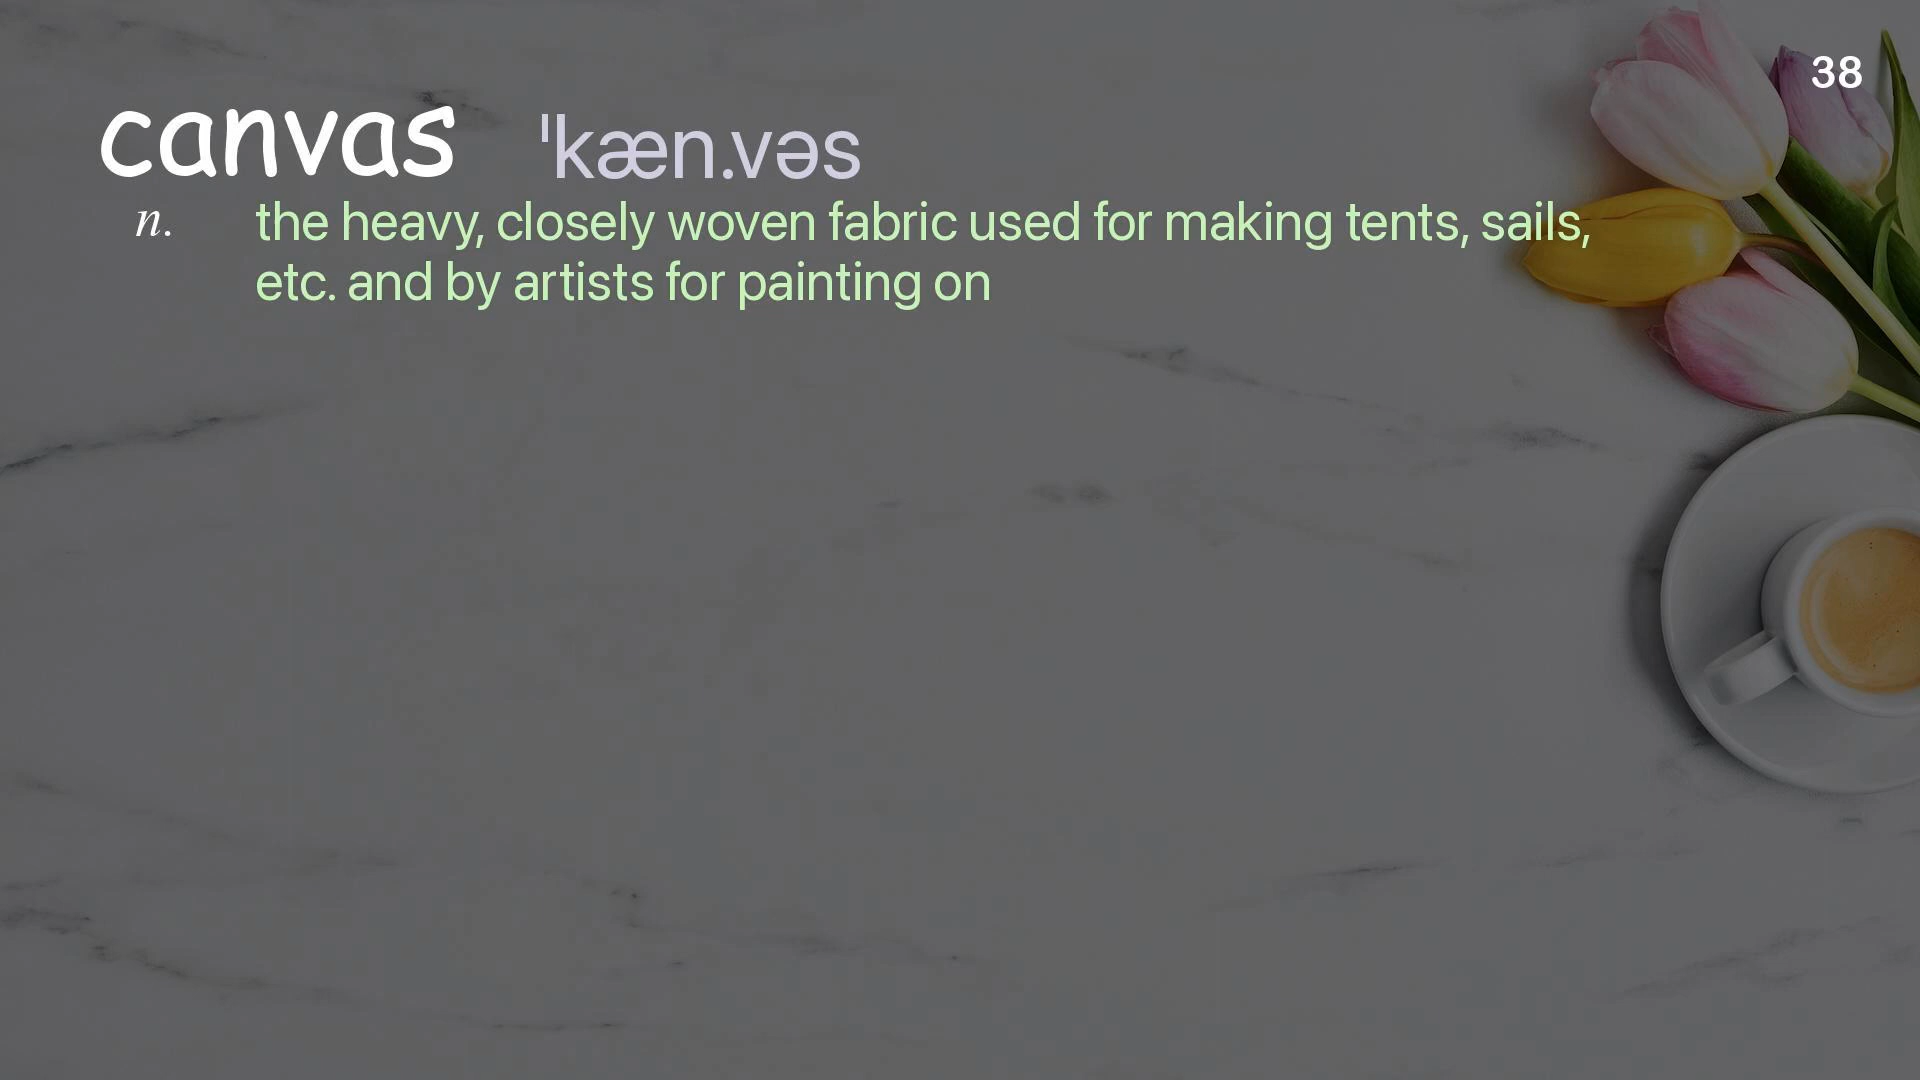 38
canvas ˈkæn.vəs
n. the heavy, closely woven fabric used for making tents, sails,
etc. and by artists for painting on